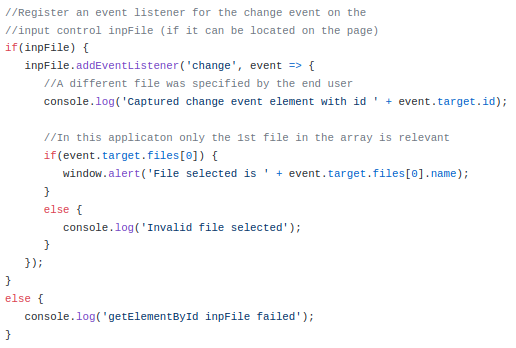 //Register an event listener for the change event on the
//input control inpFile (if it can be located on the page)
if(inpFile) {
   inpFile.addEventListener('change', event => {
      //A different file was specified by the end user
      console.log('Captured change event element with id ' + event.target.id);

      //In this applicaton only the 1st file in the array is relevant
      if(event.target.files[0]) {
         window.alert('File selected is ' + event.target.files[0].name);
      }
      else {
         console.log('Invalid file selected');
      }
   });
}
else {
   console.log('getElementById inpFile failed');
}